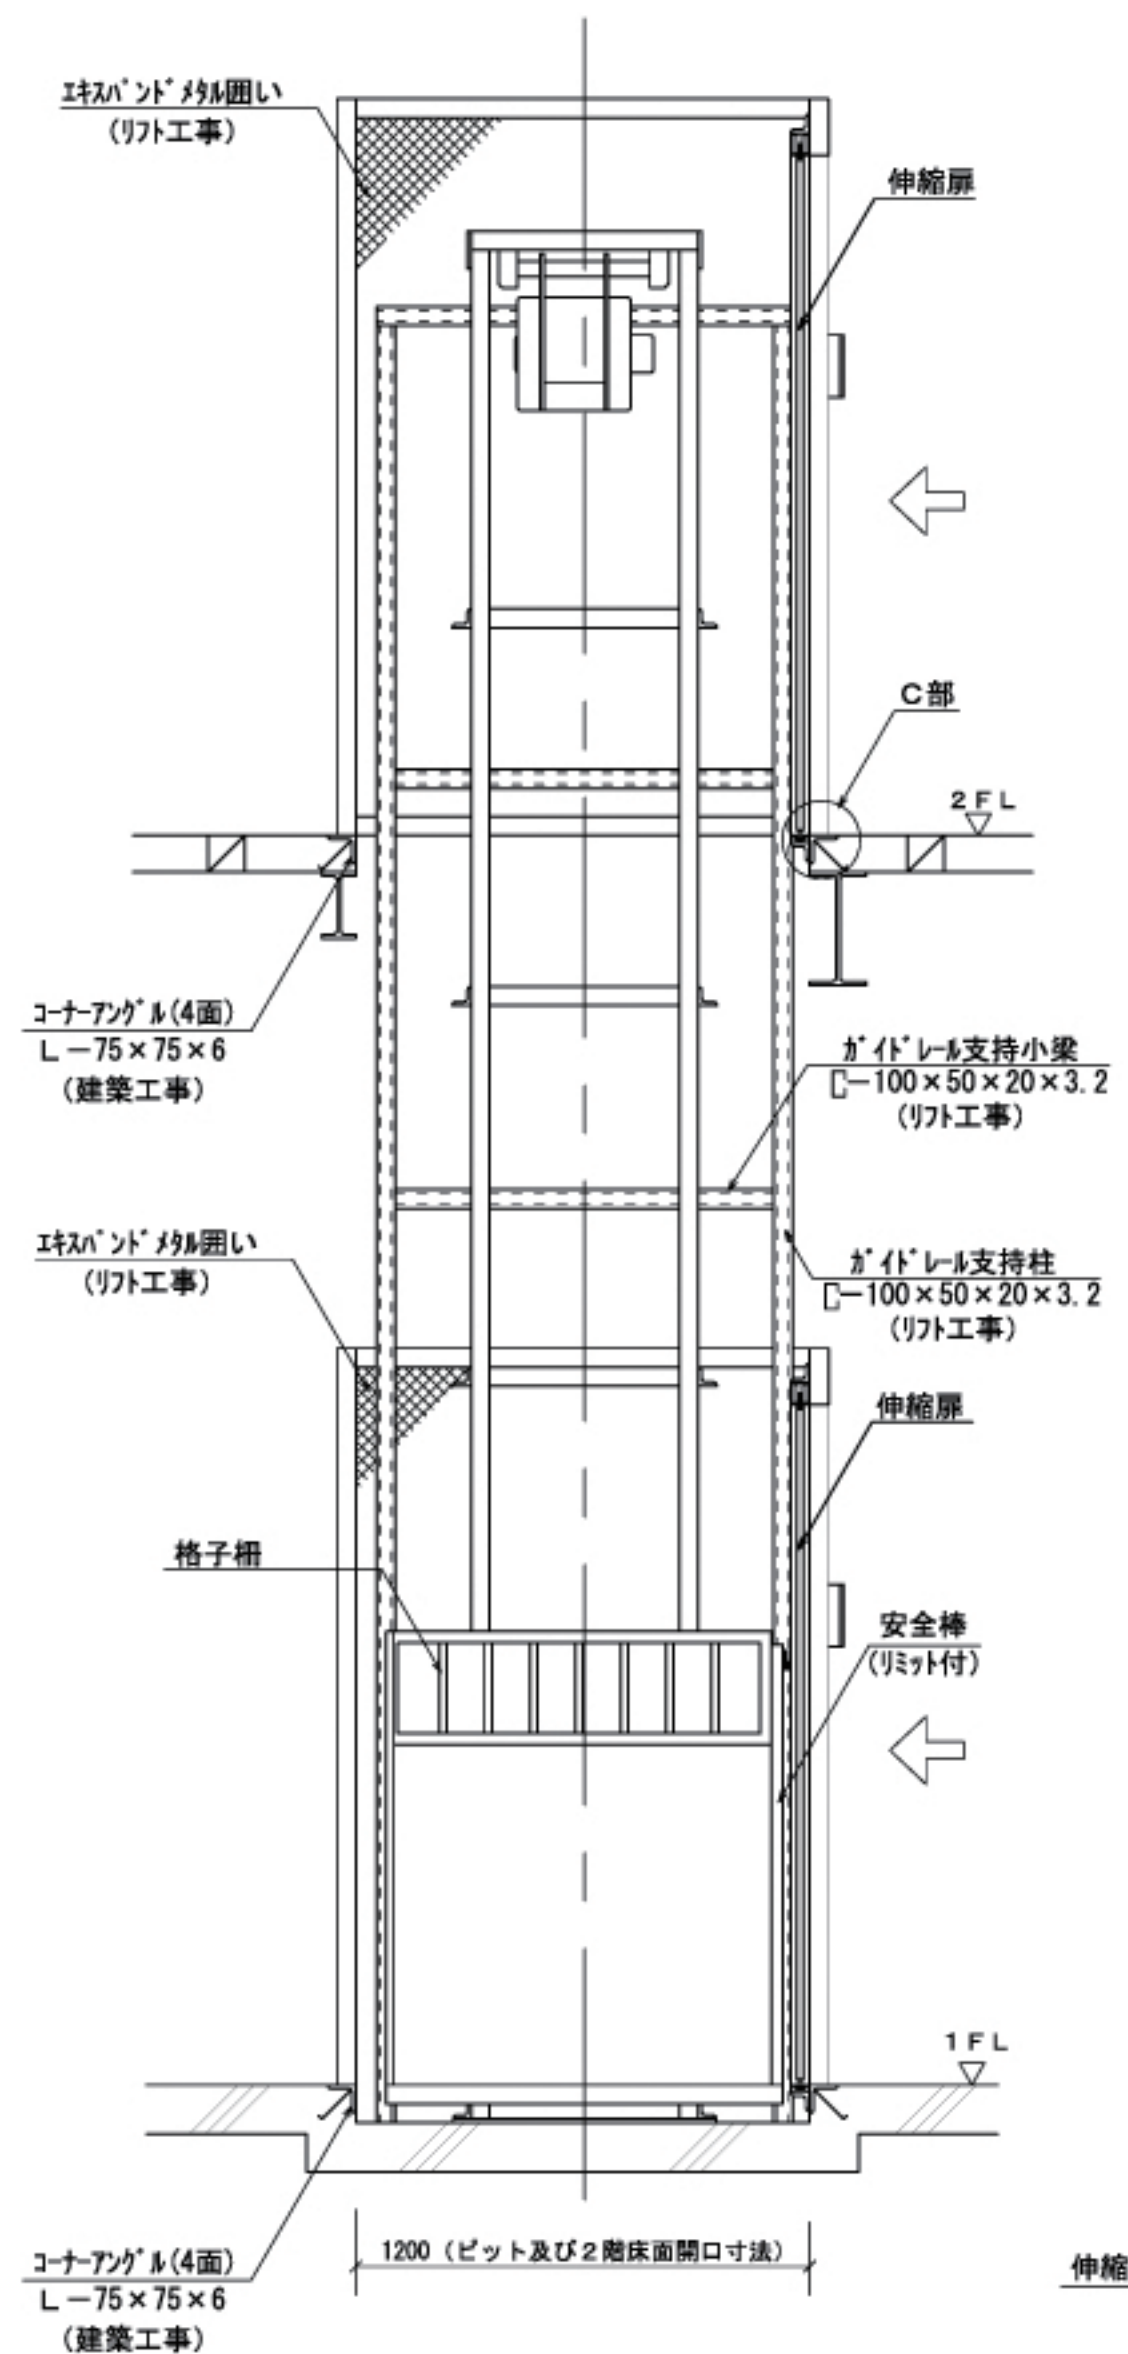 ｴｷｽﾊﾟﾝﾄﾞﾒﾀﾙ囲い
(ﾘﾌﾄ工事)
伸縮扉
C部
2FL
ｺｰﾅｰｱﾝｸﾞﾙ(4面)
L－75×75×6
(建築工事)
ｶﾞｲﾄﾞﾚｰﾙ支持小梁
C－100×50×20×3.2
(ﾘﾌﾄ工事)
ｴｷｽﾊﾟﾝﾄﾞﾒﾀﾙ囲い
(ﾘﾌﾄ工事)
ｶﾞｲﾄﾞﾚｰﾙ支持柱
C－100×50×20×3.2
(ﾘﾌﾄ工事)
伸縮扉
格子柵
安全棒
(ﾘﾐｯﾄ付)
1FL
1200（ピット及び2階床面開口寸法）
ｺｰﾅｰｱﾝｸﾞﾙ(4面)
L－75×75×6
(建築工事)
伸縮